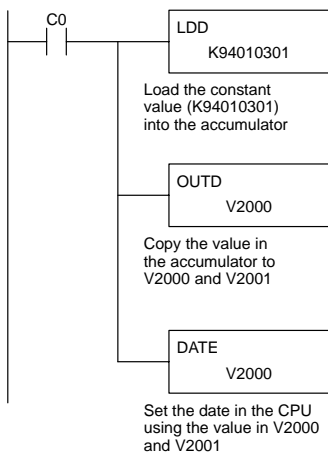 C0
LDD
K94010301
Load the constant
value (K94010301)
into the accumulator
OUTD
V2000
Copy the value in
the accumulator to
V2000 and V2001
DATE
V2000
Set the date in the CPU
using the value in V2000
and V2001